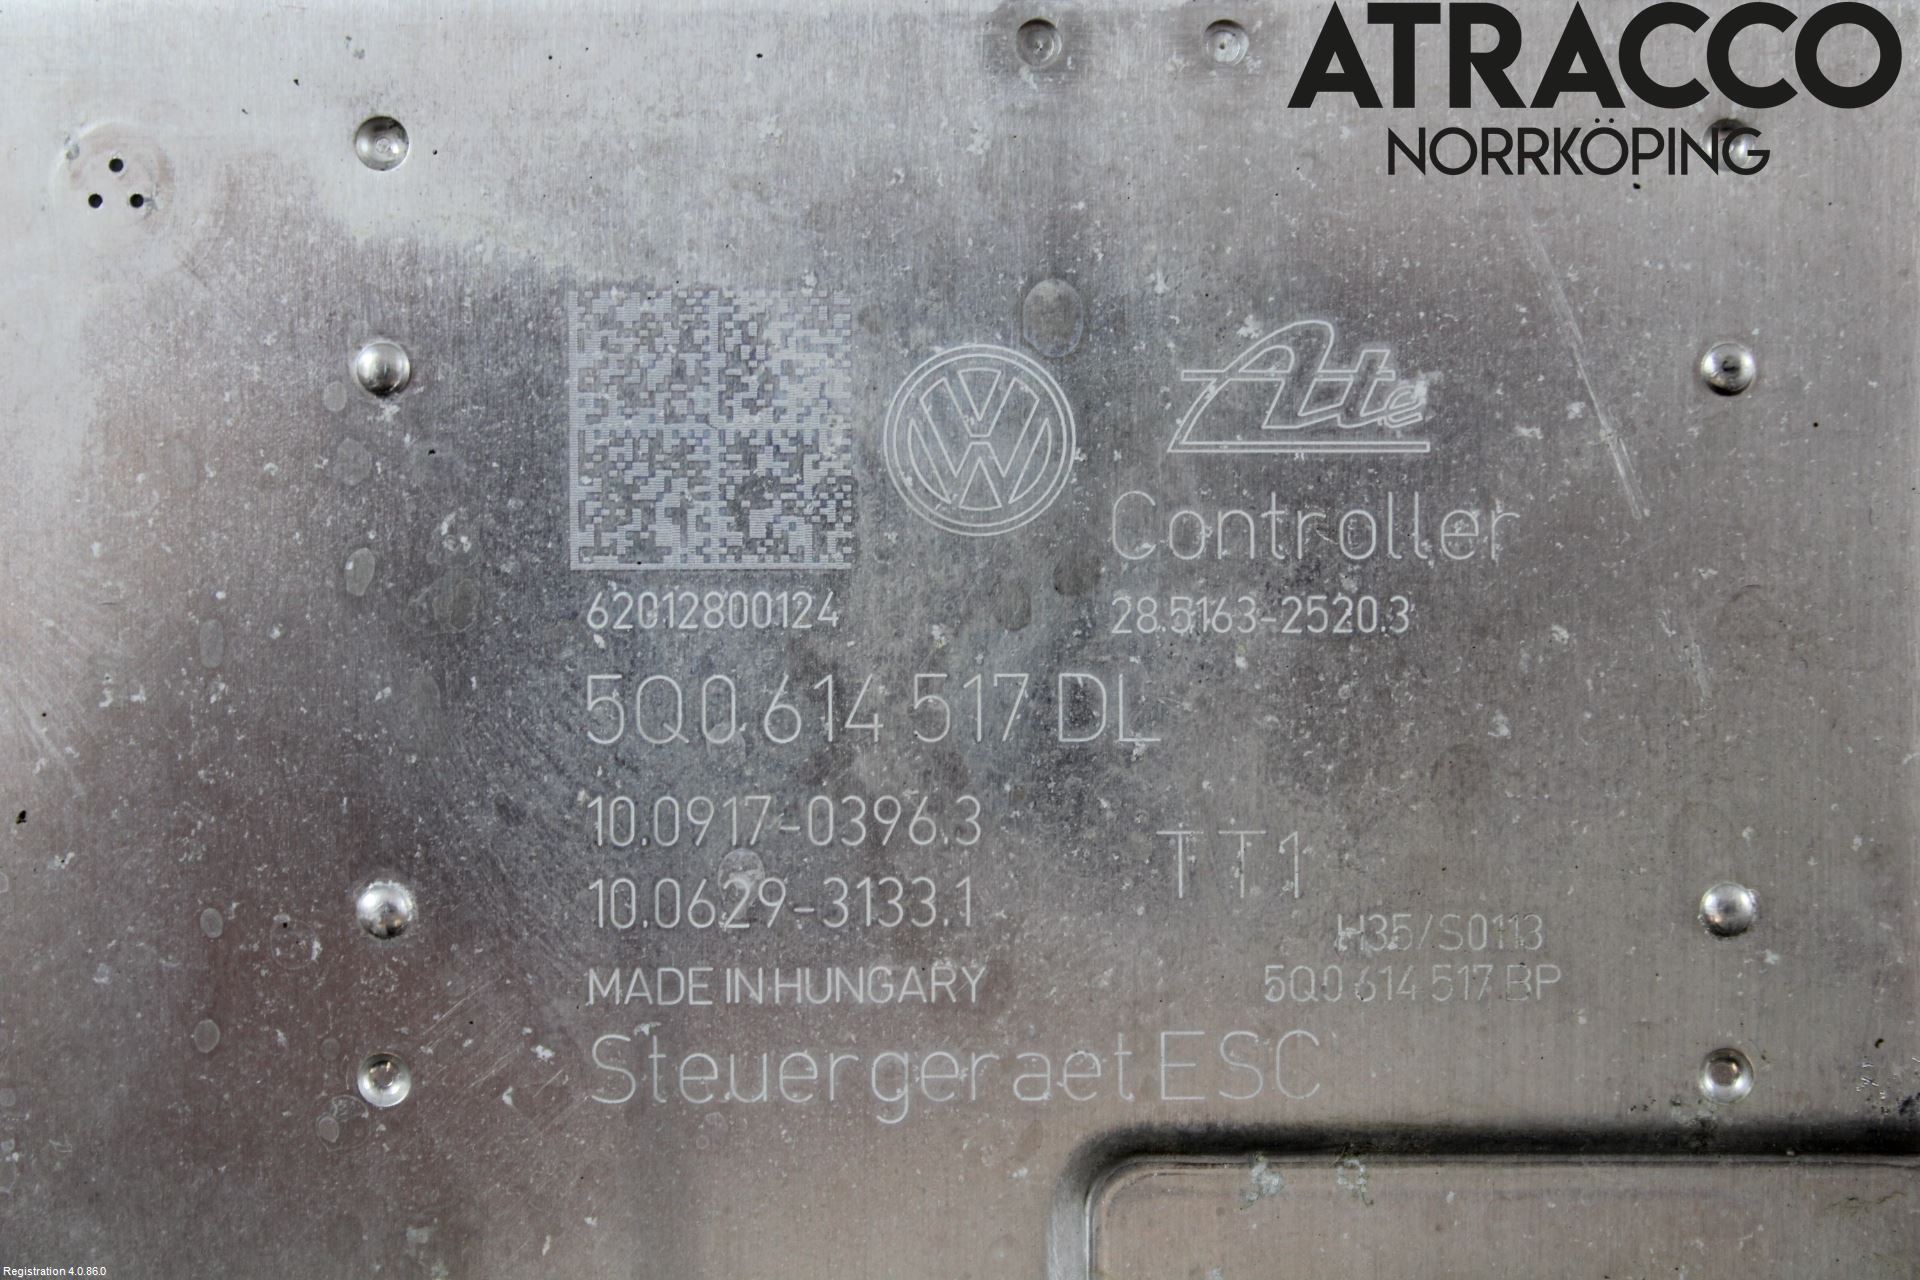 ATRACCO
NORRKÖPING
Ate
Controller
62012800124
28.5163-2520.3
5Q0 614 517 DL
10.0917-0396.3
TT1
10.0629-3133.1
H35/S0113
MADE IN HUNGARY
5Q0 614 517 BP
Steuergeraet ESC
Registration 4.0.86.0